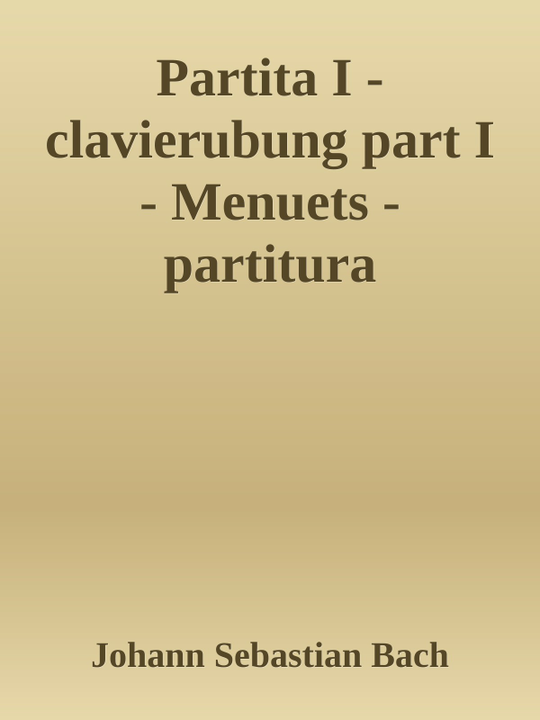 Partita I -
clavierubung part I
- Menuets -
partitura
Johann Sebastian Bach